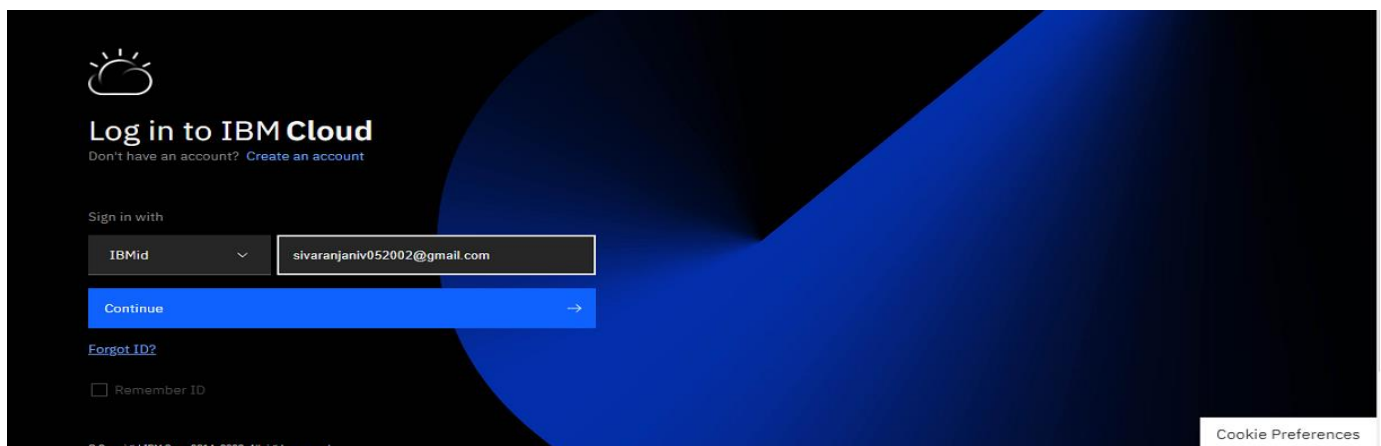 Log in to IBM Cloud
Don't have an account? Create an account
Sign in with
IBMid
sivaranjaniv052002@gmail.com
Continue
Forgot ID?
Remember ID
Cookie Preferences